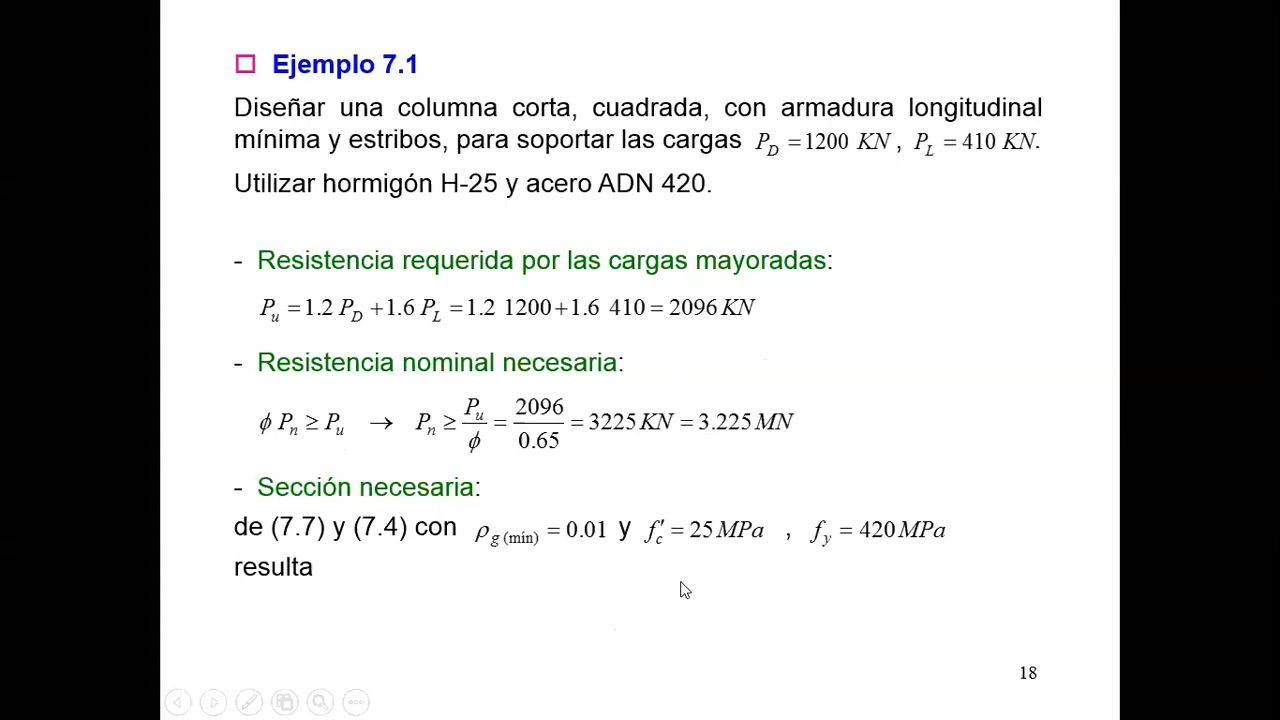 Ejemplo 7.1
Diseñar una columna corta, cuadrada, con armadura longitudinal
mínima y estribos, para soportar las cargas P_D = 1200 KN , P_L = 410 KN.
Utilizar hormigón H-25 y acero ADN 420.
- Resistencia requerida por las cargas mayoradas:
P_u = 1.2 P_D + 1.6 P_L = 1.2 1200 + 1.6 410 = 2096 KN
- Resistencia nominal necesaria:
ϕ P_n ≥ P_u → P_n ≥ P_u / ϕ = 2096 / 0.65 = 3225 KN = 3.225 MN
- Sección necesaria:
de (7.7) y (7.4) con ρ_g (mín) = 0.01 y f′_c = 25 MPa , f_y = 420 MPa
resulta
18